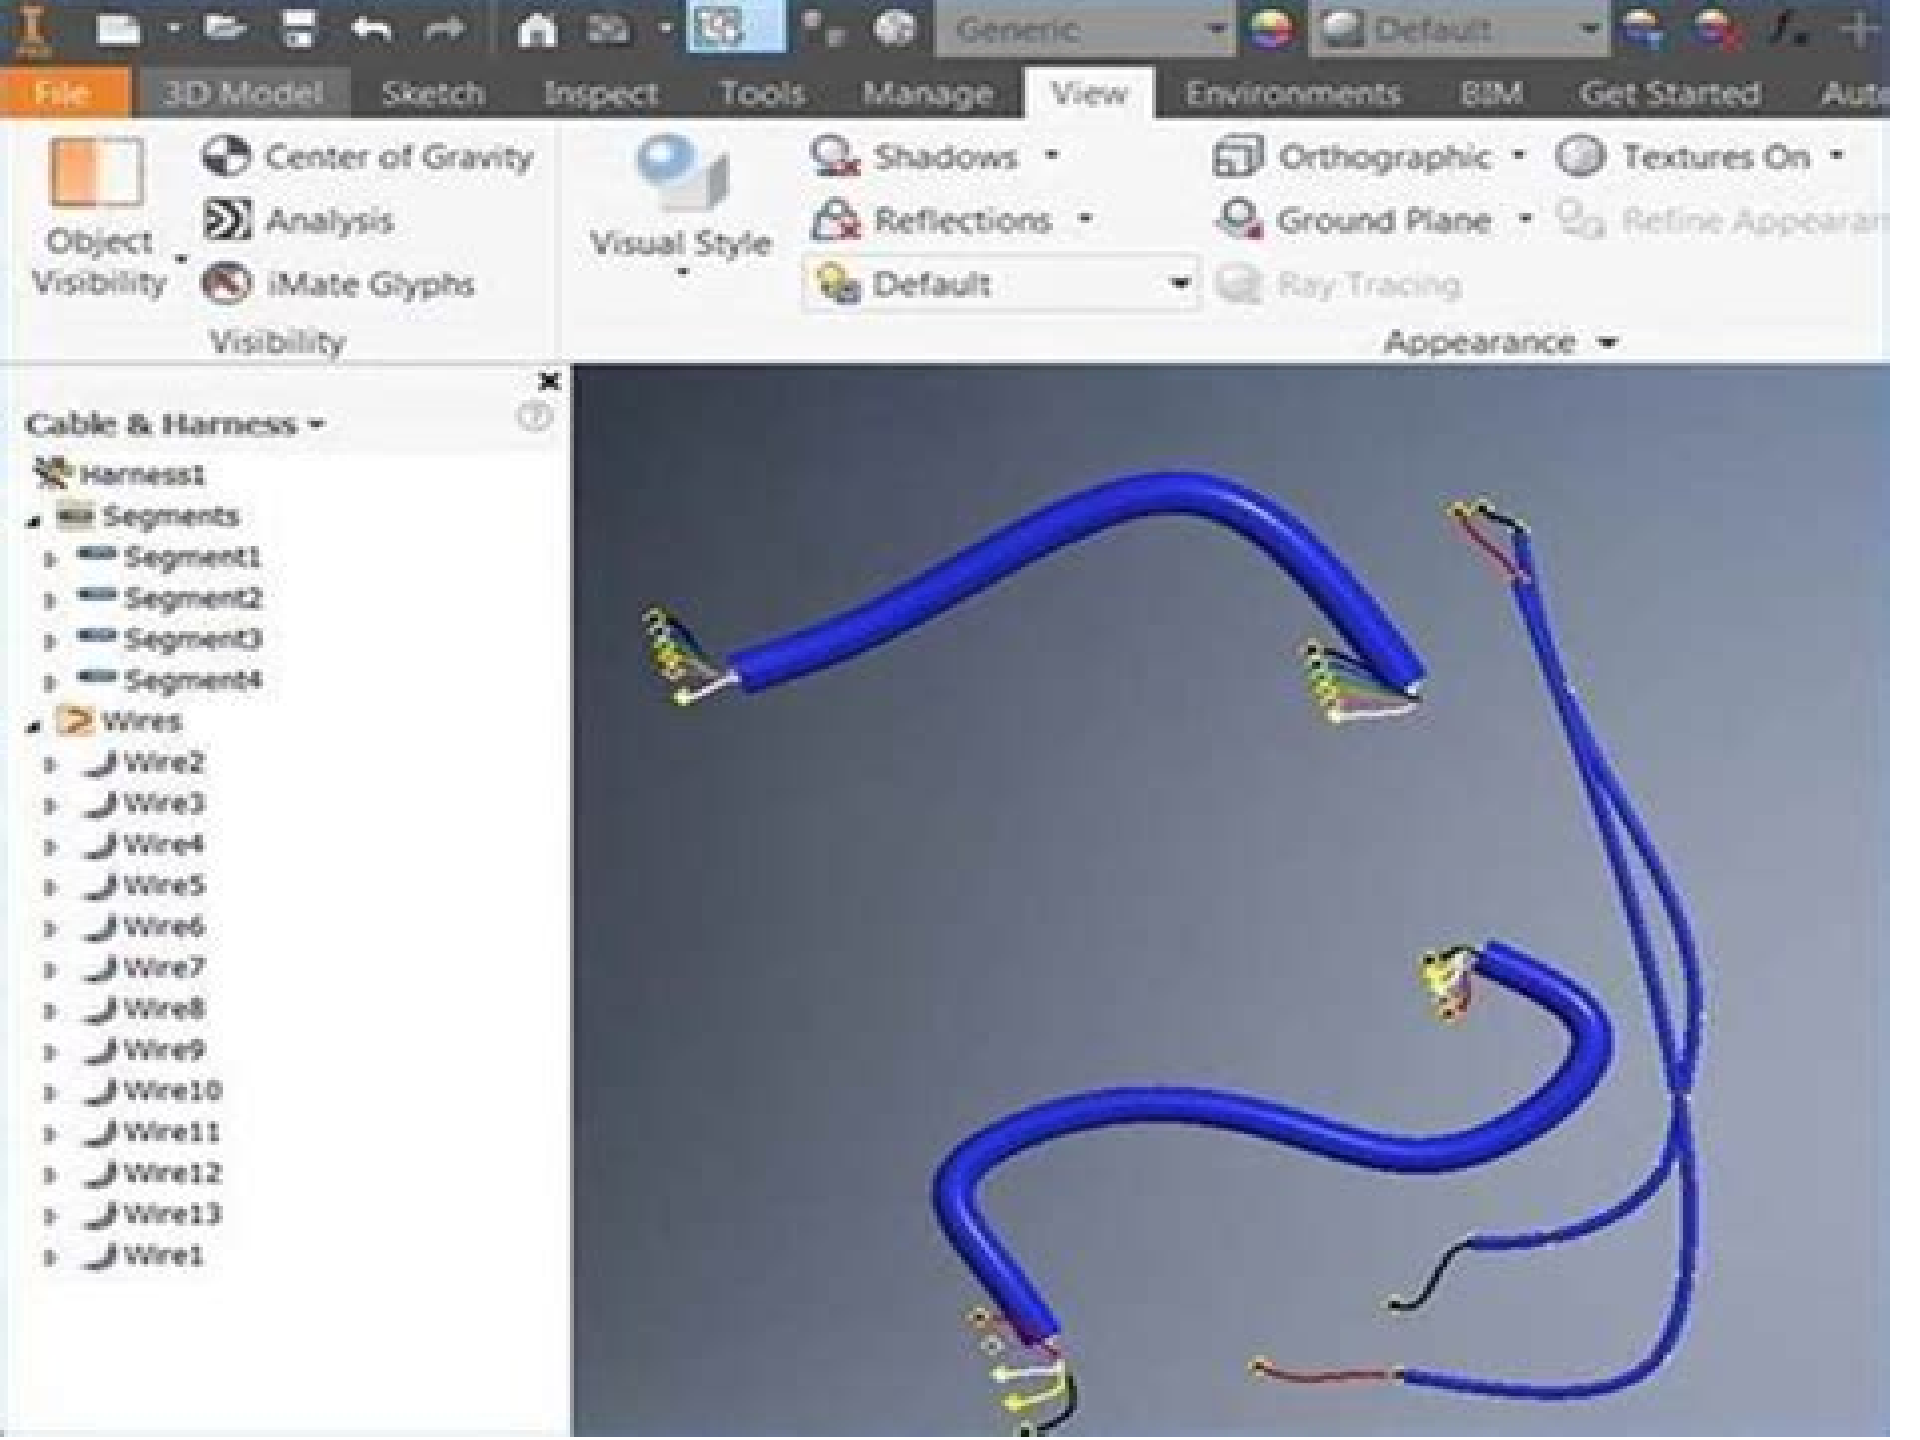 Generic Default
File 3D Model Sketch Inspect Tools Manage View Environments BIM Get Started
Object Visibility
Center of Gravity
Analysis
iMate Glyphs
Visibility
Visual Style
Shadows
Reflections
Default
Orthographic
Ground Plane
Ray Tracing
Textures On
Refine
Appearance
Cable & Harness
Harness1
Segments
Segment1
Segment2
Segment3
Segment4
Wires
Wire2
Wire3
Wire4
Wire5
Wire6
Wire7
Wire8
Wire9
Wire10
Wire11
Wire12
Wire13
Wire1